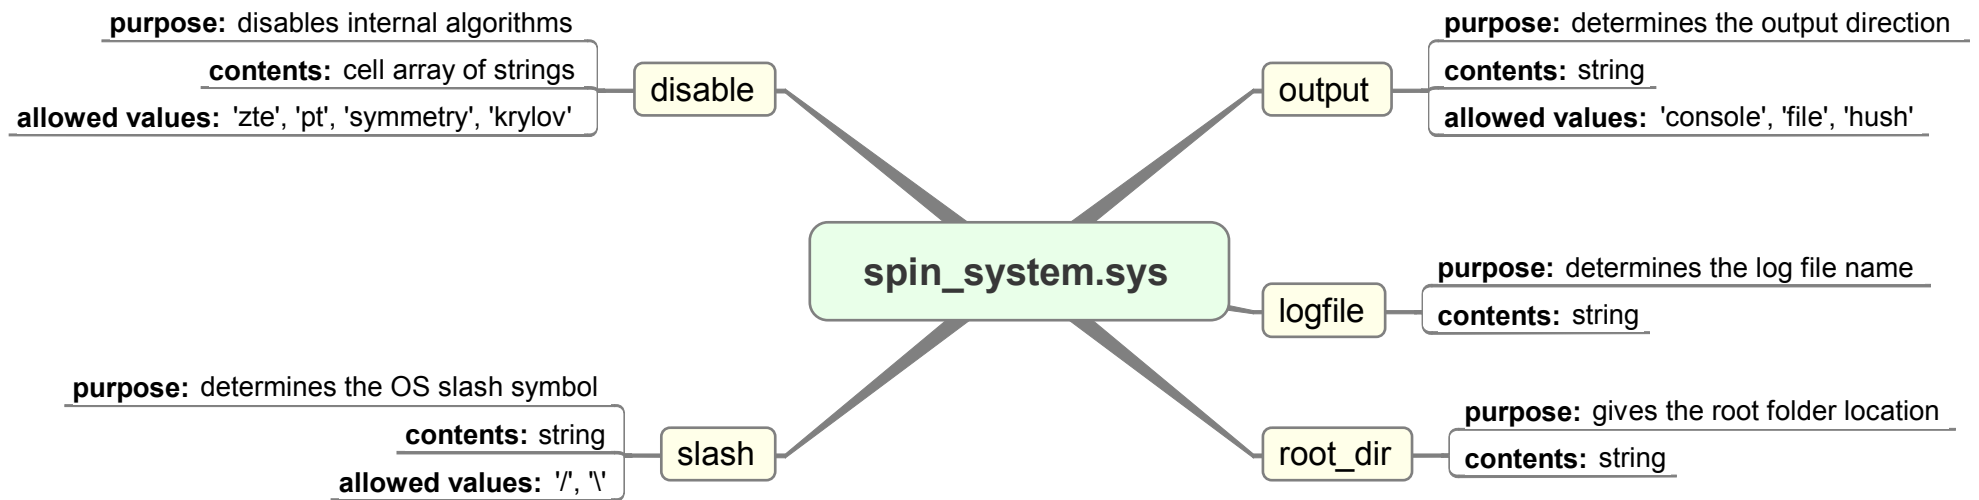 purpose: disables internal algorithms
contents: cell array of strings
allowed values: 'zte', 'pt', 'symmetry', 'krylov'
disable
purpose: determines the output direction
contents: string
allowed values: 'console', 'file', 'hush'
output
spin_system.sys
purpose: determines the log file name
contents: string
logfile
purpose: determines the OS slash symbol
contents: string
allowed values: '/', '\'
slash
purpose: gives the root folder location
contents: string
root_dir